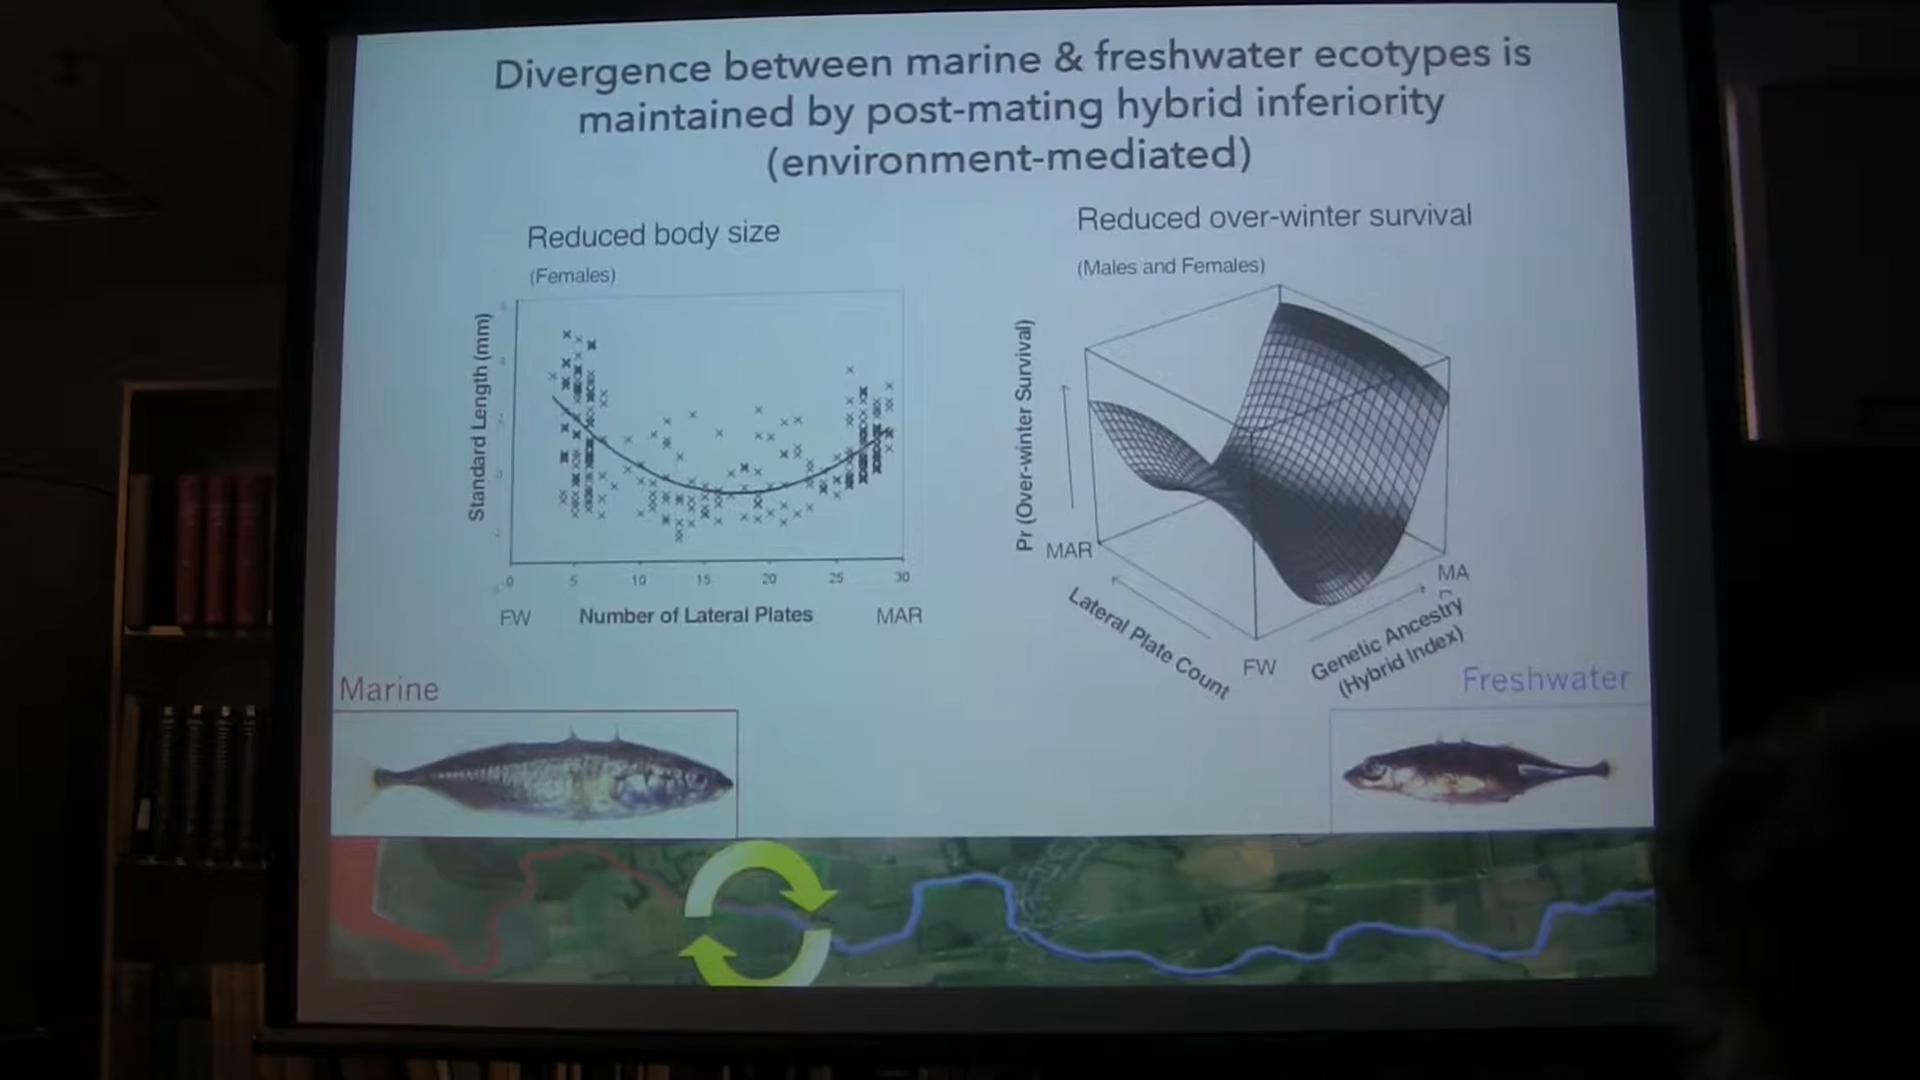 Divergence between marine & freshwater ecotypes is
maintained by post-mating hybrid inferiority
(environment-mediated)
Reduced body size
(Females)
Standard Length (mm)
0 5 10 15 20 25 30
FW Number of Lateral Plates MAR
Reduced over-winter survival
(Males and Females)
Pr (Over-winter Survival)
MAR
Lateral Plate Count
FW
MA
Genetic Ancestry
(Hybrid Index)
Marine
Freshwater